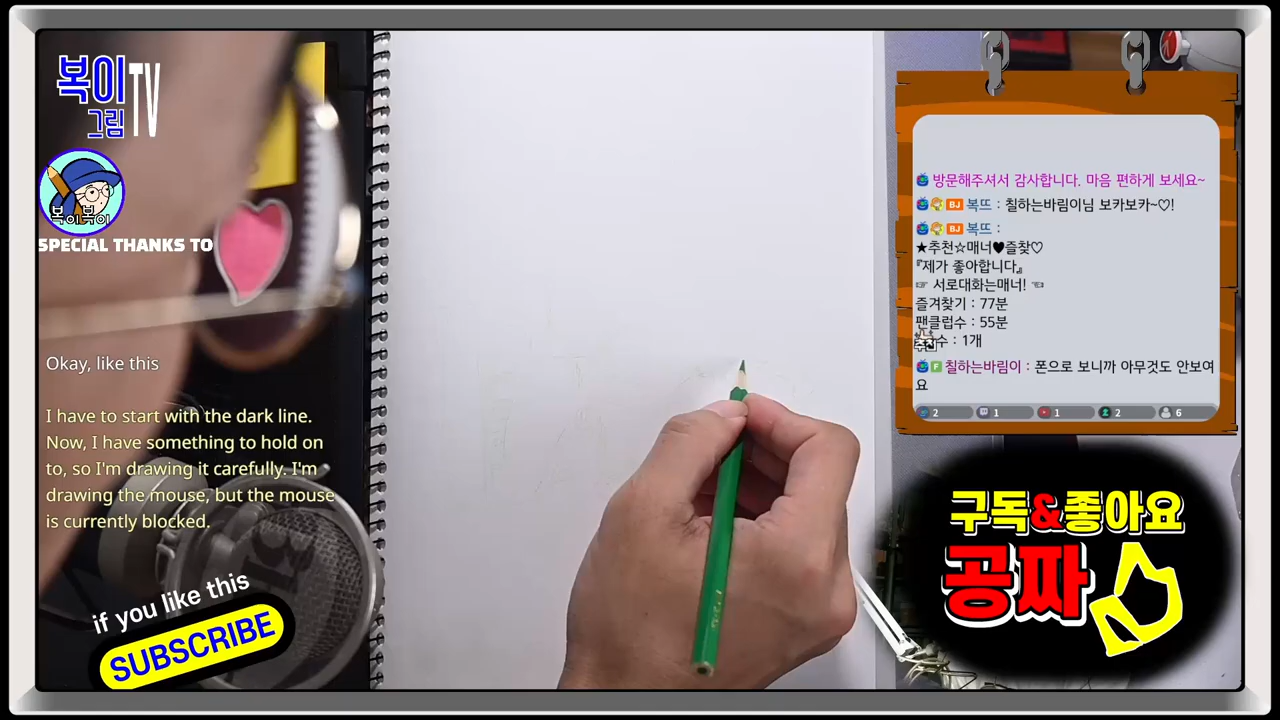 복이
그림
TV
복이복이
SPECIAL THANKS TO
Okay, like this
I have to start with the dark line.
Now, I have something to hold on
to, so I'm drawing it carefully. I'm
drawing the mouse, but the mouse
is currently blocked.
if you like this
SUBSCRIBE
방문해주셔서 감사합니다. 마음 편하게 보세요~
BJ 복뜨 : 칠하는바림이님 보카보카~♡!
BJ 복뜨 :
★추천☆매너♥즐찾♡
『제가 좋아합니다』
☞ 서로대화는매너! ☜
즐겨찾기 : 77분
팬클럽수 : 55분
추천수 : 1개
F 칠하는바림이 : 폰으로 보니까 아무것도 안보여
요
2 1 1 2 6
구독&좋아요
공짜